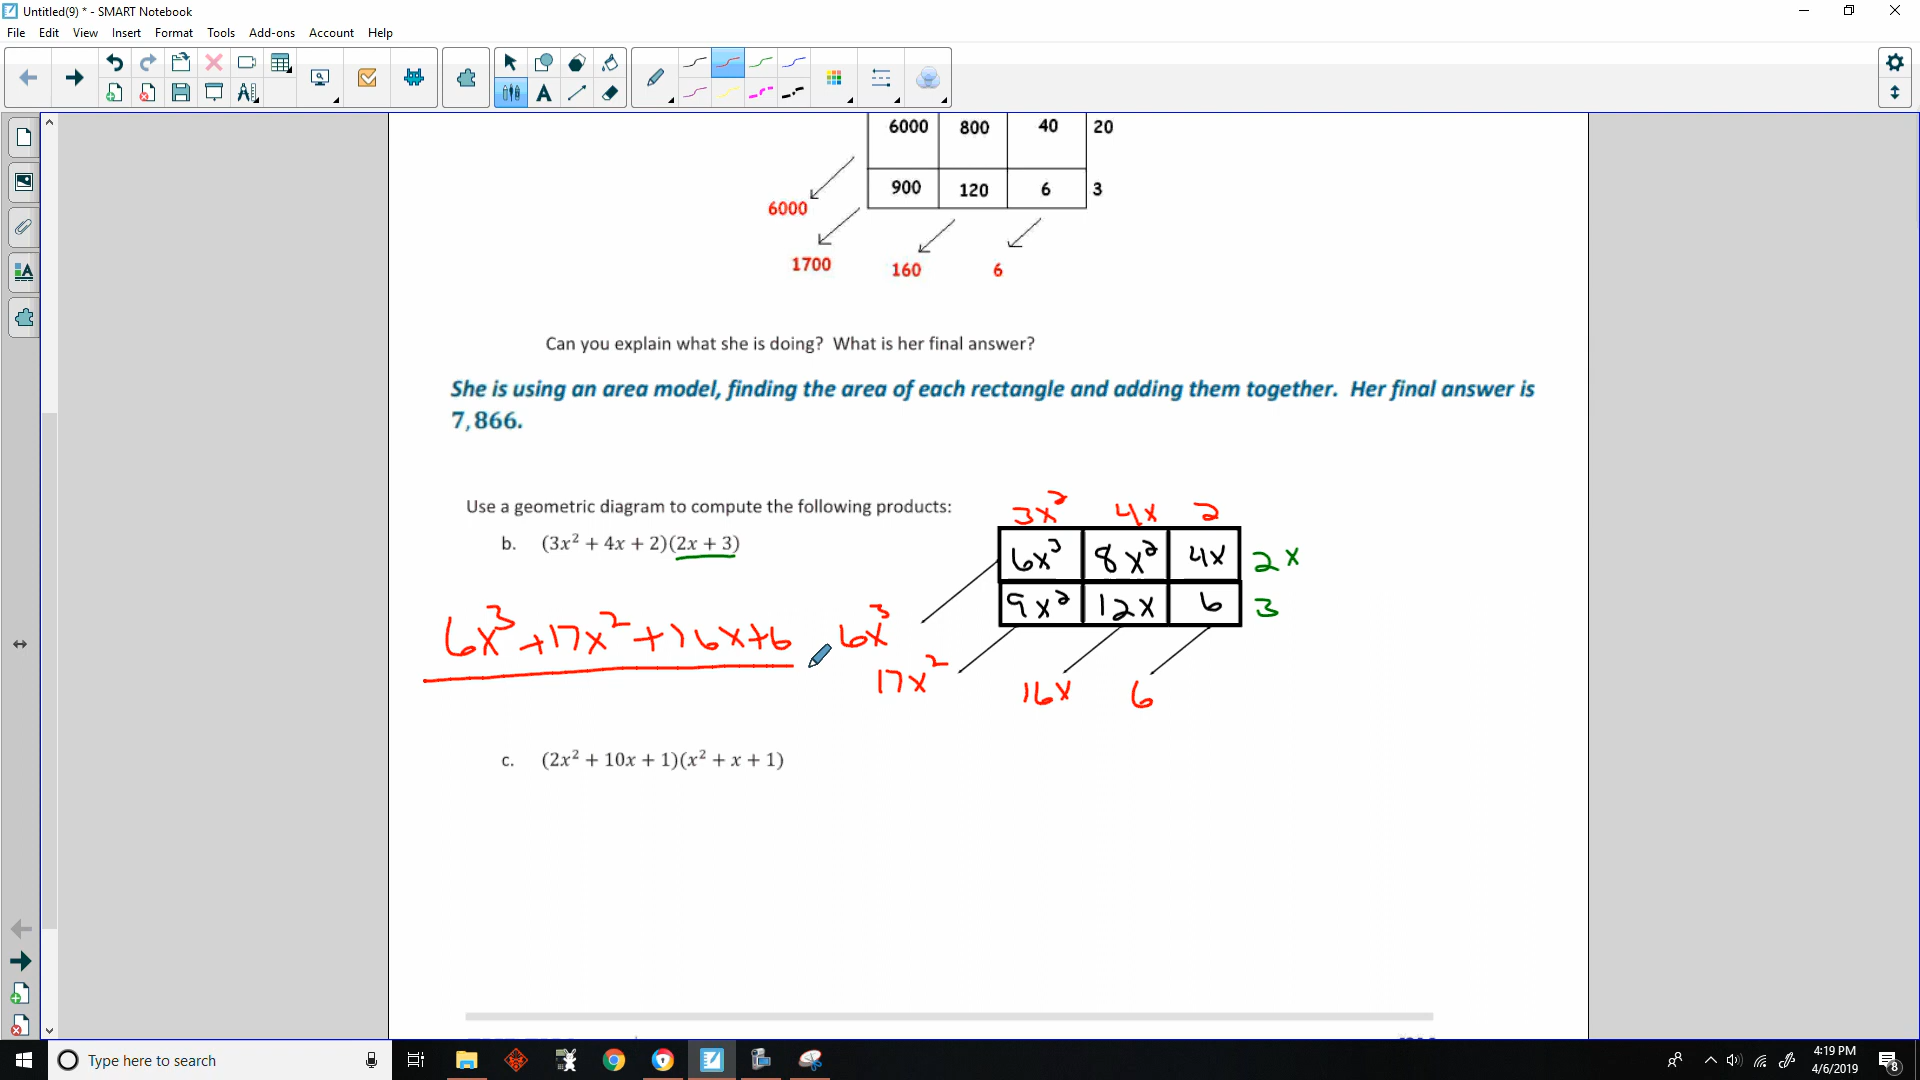 Untitled(9) * - SMART Notebook
File Edit View Insert Format Tools Add-ons Account Help
6000 800 40 20
900 120 6 3
6000
1700 160 6
Can you explain what she is doing? What is her final answer?
She is using an area model, finding the area of each rectangle and adding them together. Her final answer is
7,866.
Use a geometric diagram to compute the following products:
3x² 4x 2
b. (3x² + 4x + 2)(2x + 3)
6x³ 8x² 4x 2x
9x² 12x 6 3
6x³+17x²+16x+6 6x³
17x² 16x 6
c. (2x² + 10x + 1)(x² + x + 1)
Type here to search
4:19 PM
4/6/2019
8